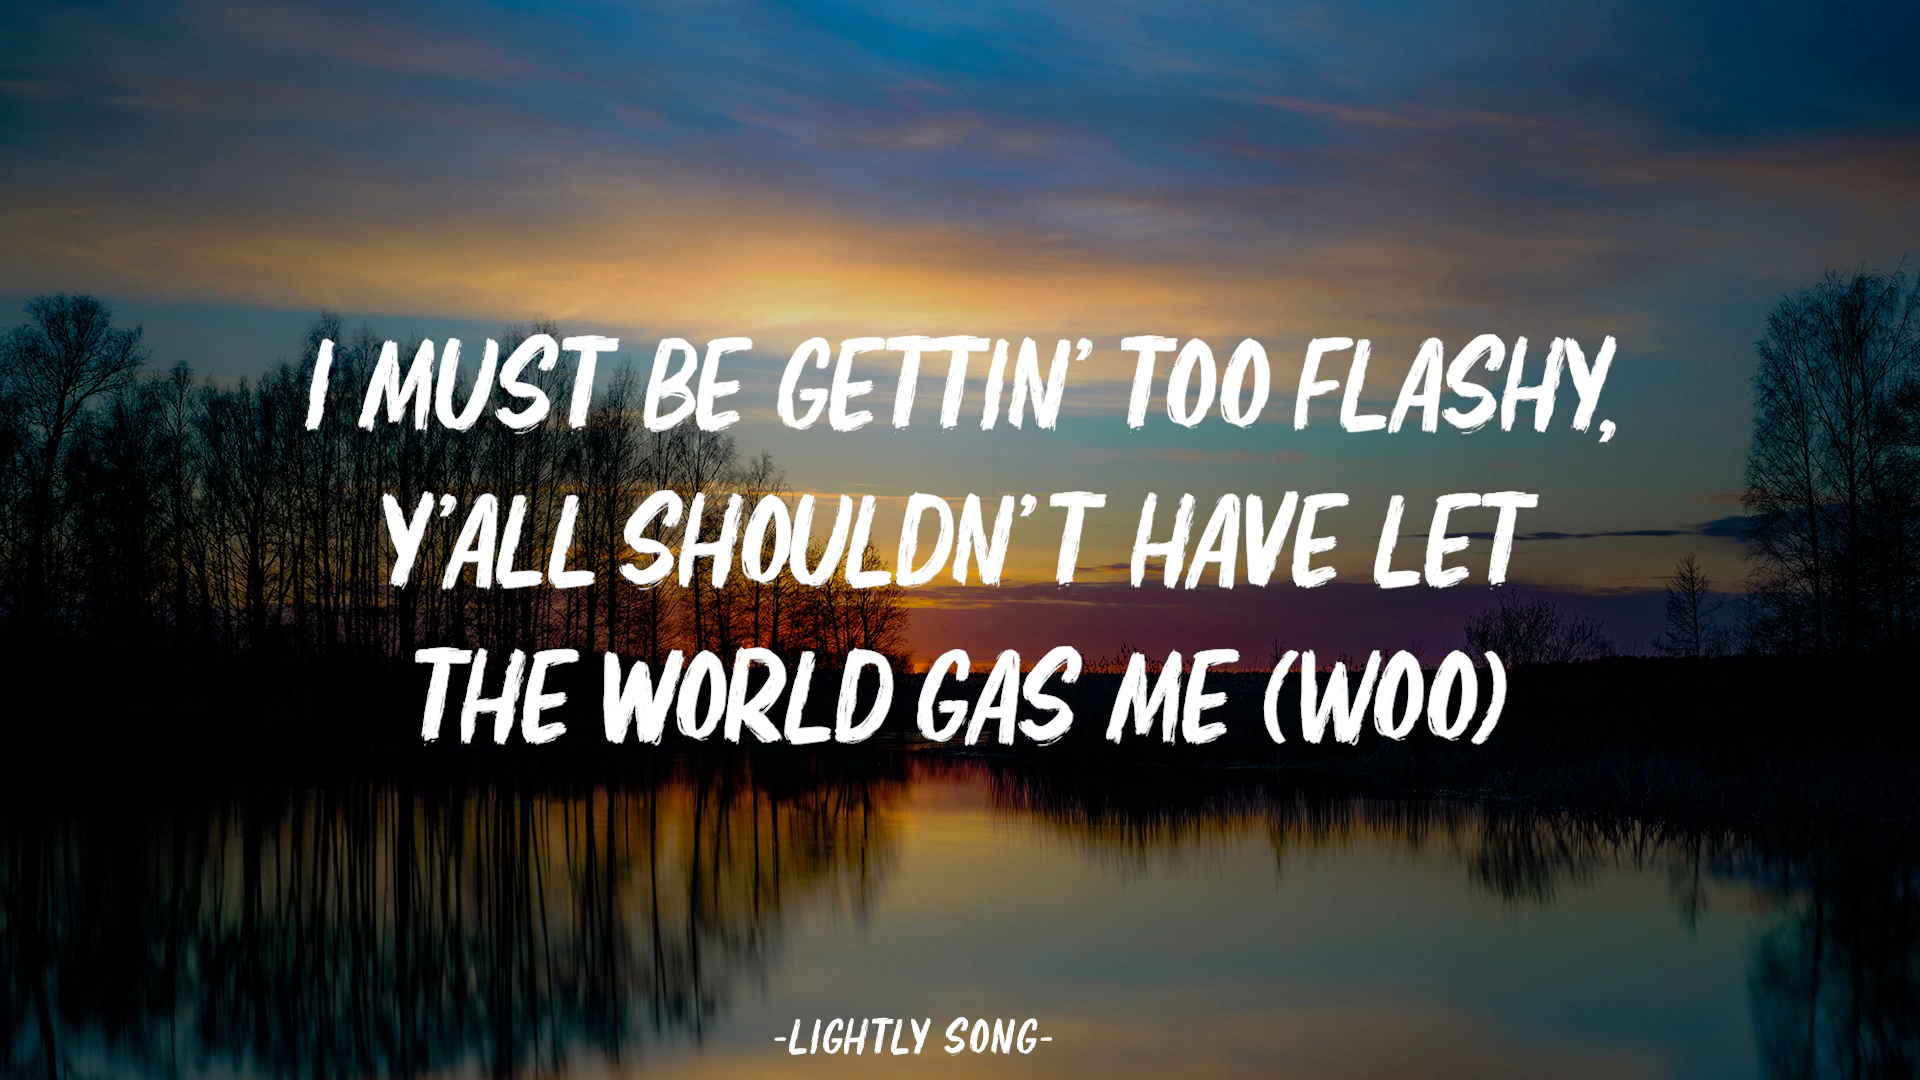 I MUST BE GETTIN' TOO FLASHY,
Y'ALL SHOULDN'T HAVE LET
THE WORLD GAS ME (WOO)
-LIGHTLY SONG-